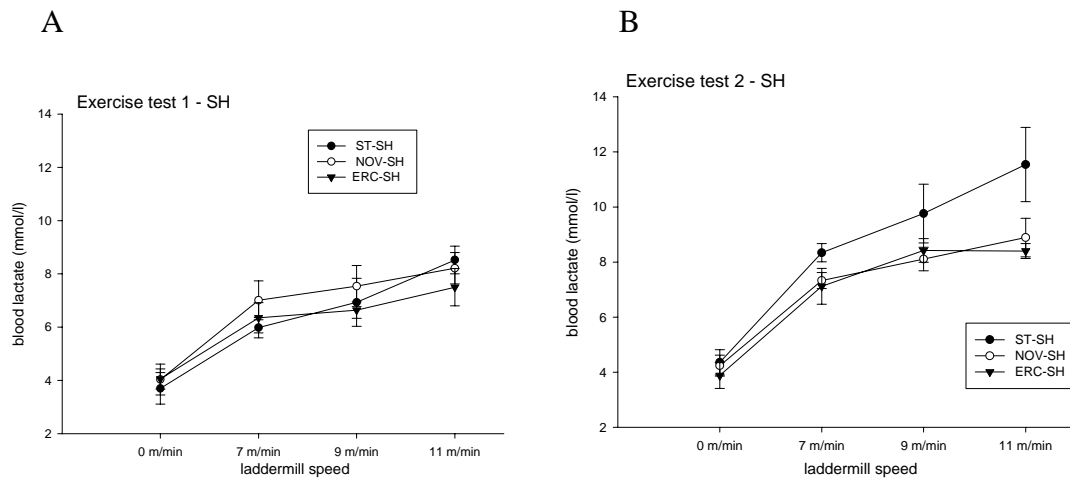 A
Exercise test 1 - SH
blood lactate (mmol/l)
14
12
10
8
6
4
2
ST-SH
NOV-SH
ERC-SH
0 m/min 7 m/min 9 m/min 11 m/min
laddermill speed
B
Exercise test 2 - SH
blood lactate (mmol/l)
14
12
10
8
6
4
2
ST-SH
NOV-SH
ERC-SH
0 m/min 7 m/min 9 m/min 11 m/min
laddermill speed